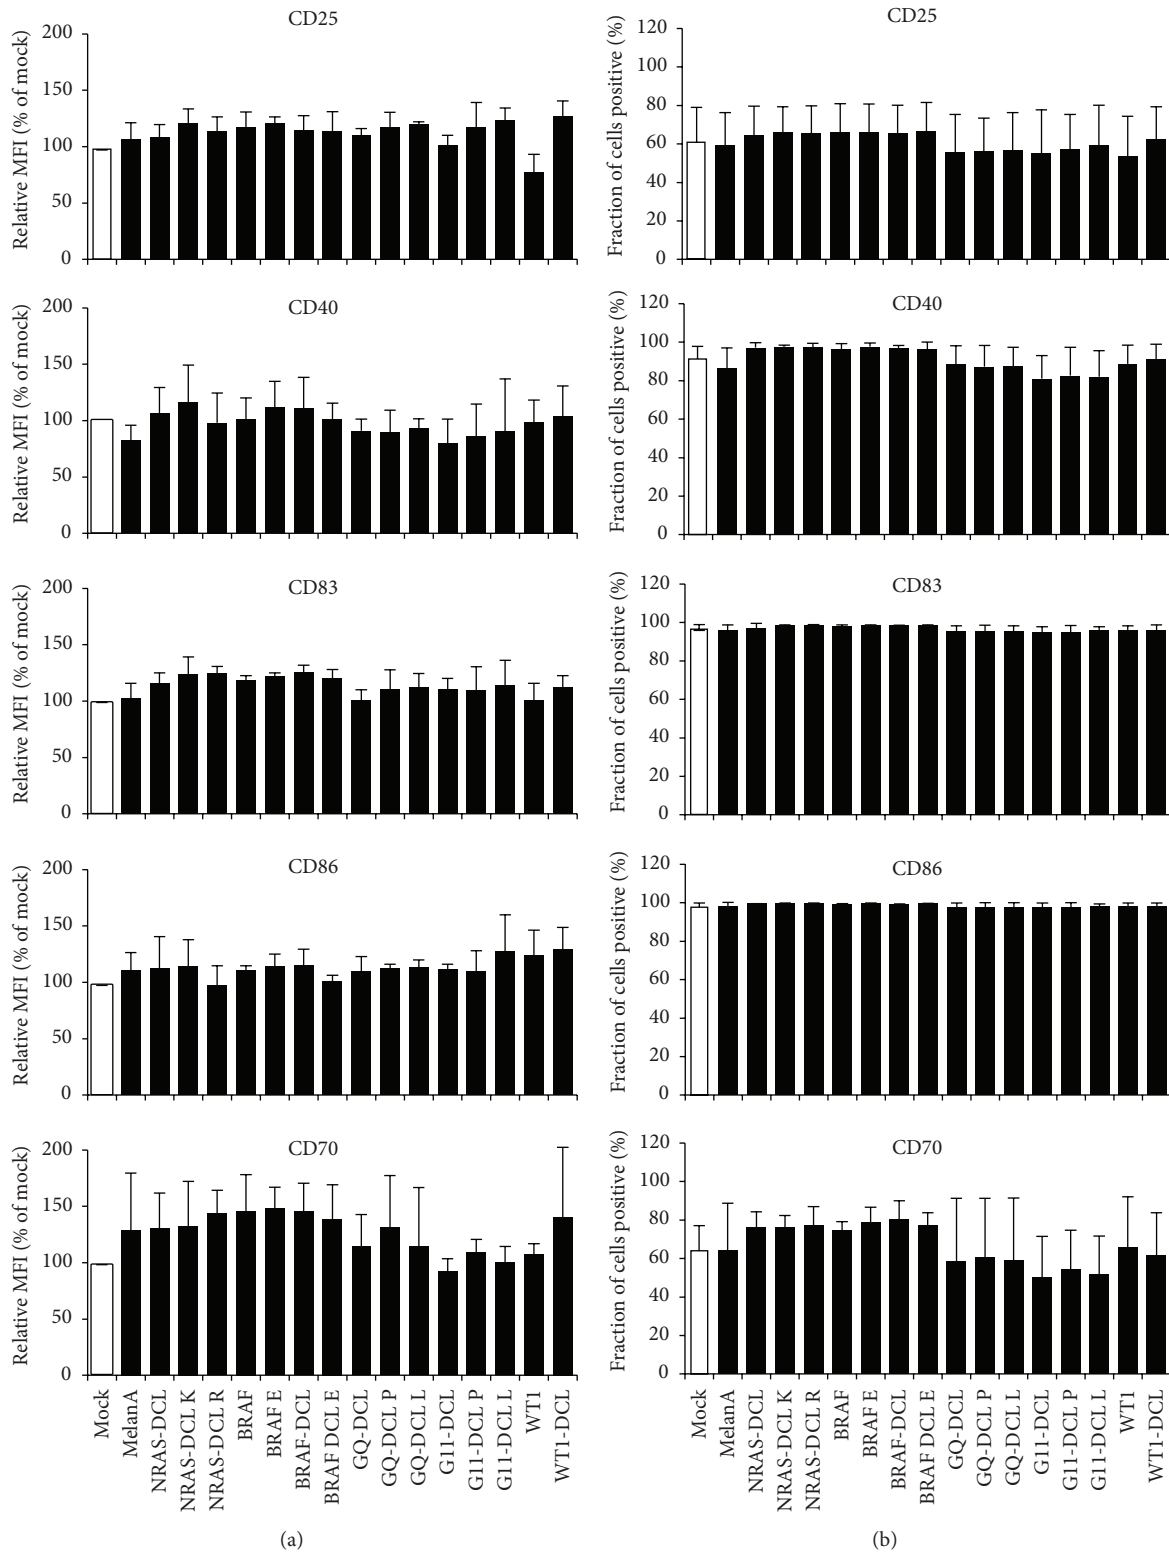 CD25
Relative MFI (% of mock)
200
150
100
50
0
CD40
Relative MFI (% of mock)
200
150
100
50
0
CD83
Relative MFI (% of mock)
200
150
100
50
0
CD86
Relative MFI (% of mock)
200
150
100
50
0
CD70
Relative MFI (% of mock)
200
150
100
50
0
Mock
MelanA
NRAS-DCL
NRAS-DCL K
NRAS-DCL R
BRAF
BRAF E
BRAF-DCL
BRAF DCL E
GQ-DCL
GQ-DCL P
GQ-DCL L
G11-DCL
G11-DCL P
G11-DCL L
WT1
WT1-DCL
(a)
CD25
Fraction of cells positive (%)
120
100
80
60
40
20
0
CD40
Fraction of cells positive (%)
120
100
80
60
40
20
0
CD83
Fraction of cells positive (%)
120
100
80
60
40
20
0
CD86
Fraction of cells positive (%)
120
100
80
60
40
20
0
CD70
Fraction of cells positive (%)
120
100
80
60
40
20
0
Mock
MelanA
NRAS-DCL
NRAS-DCL K
NRAS-DCL R
BRAF
BRAF E
BRAF-DCL
BRAF DCL E
GQ-DCL
GQ-DCL P
GQ-DCL L
G11-DCL
G11-DCL P
G11-DCL L
WT1
WT1-DCL
(b)